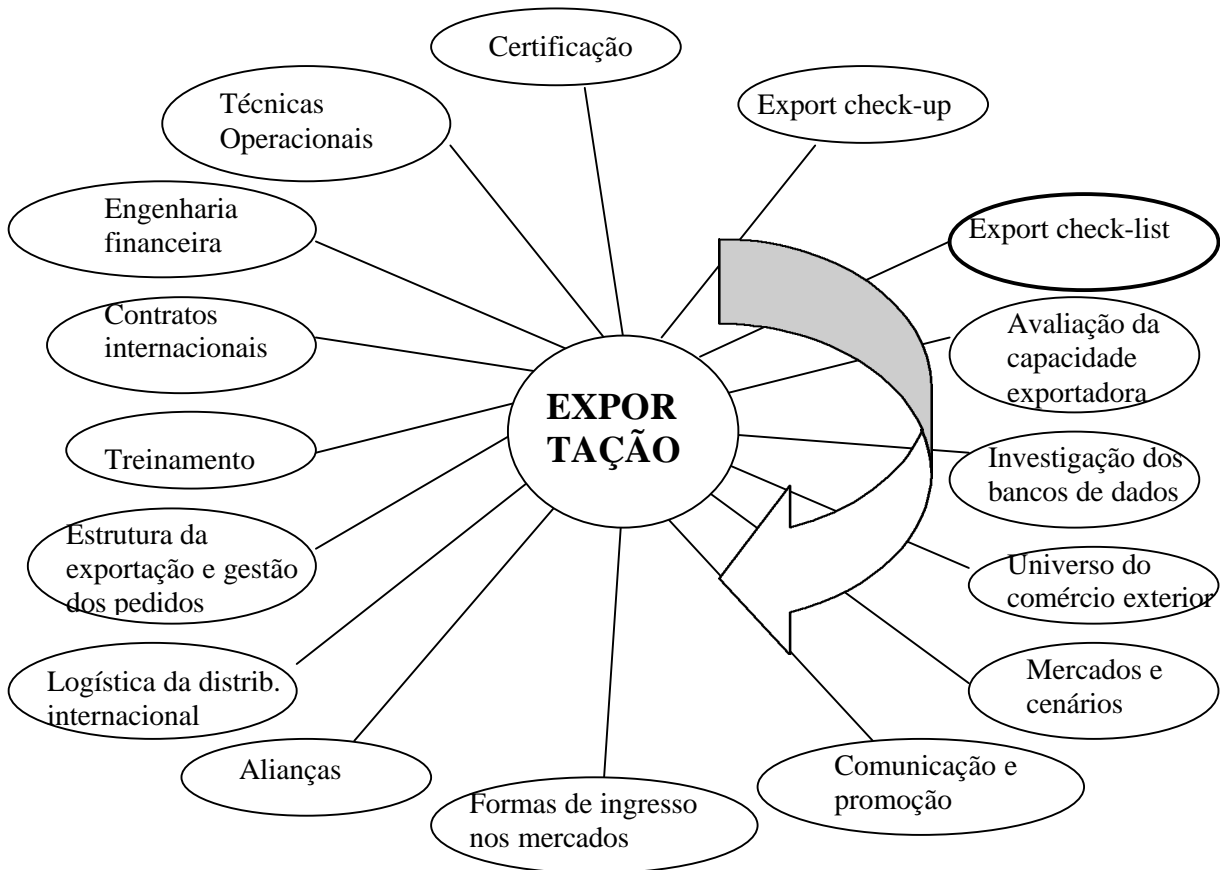 Certificação
Export check-up
Técnicas
Operacionais
Engenharia
financeira
Export check-list
Contratos
internacionais
Avaliação da
capacidade
exportadora
EXPOR
TAÇÃO
Treinamento
Investigação dos
bancos de dados
Estrutura da
exportação e gestão
dos pedidos
Universo do
comércio exterior
Logística da distrib.
internacional
Mercados e
cenários
Alianças
Comunicação e
promoção
Formas de ingresso
nos mercados